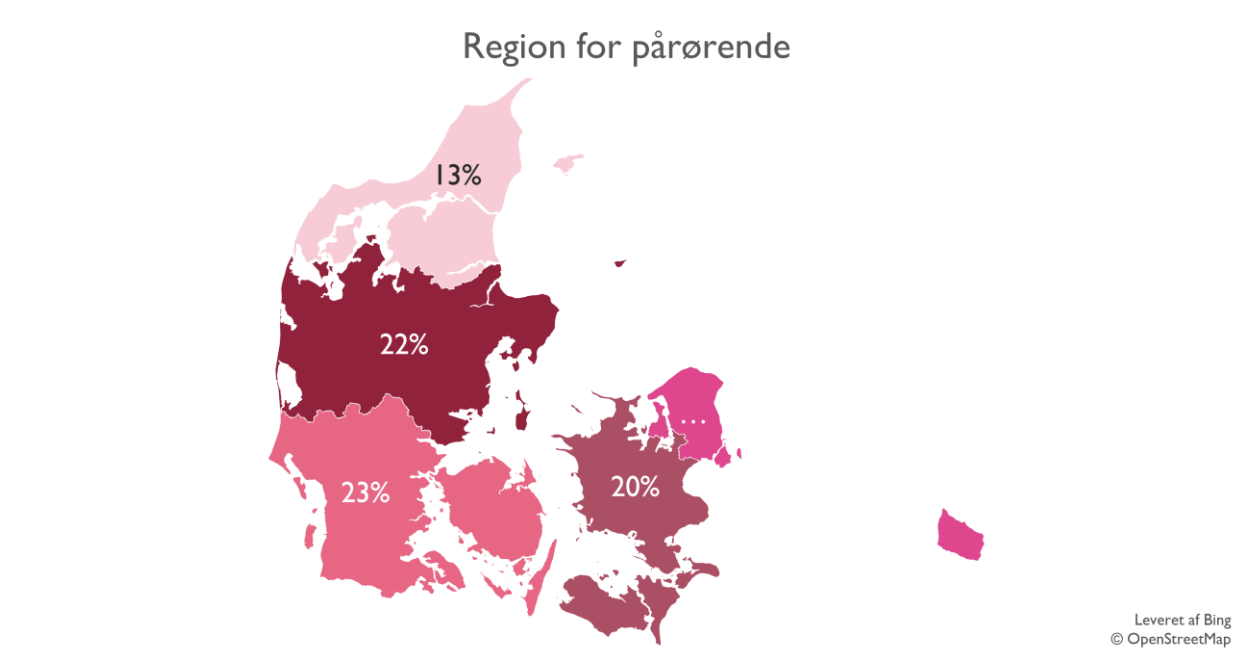 Region for pårørende
13%
22%
...
23%
20%
Leveret af Bing
© OpenStreetMap